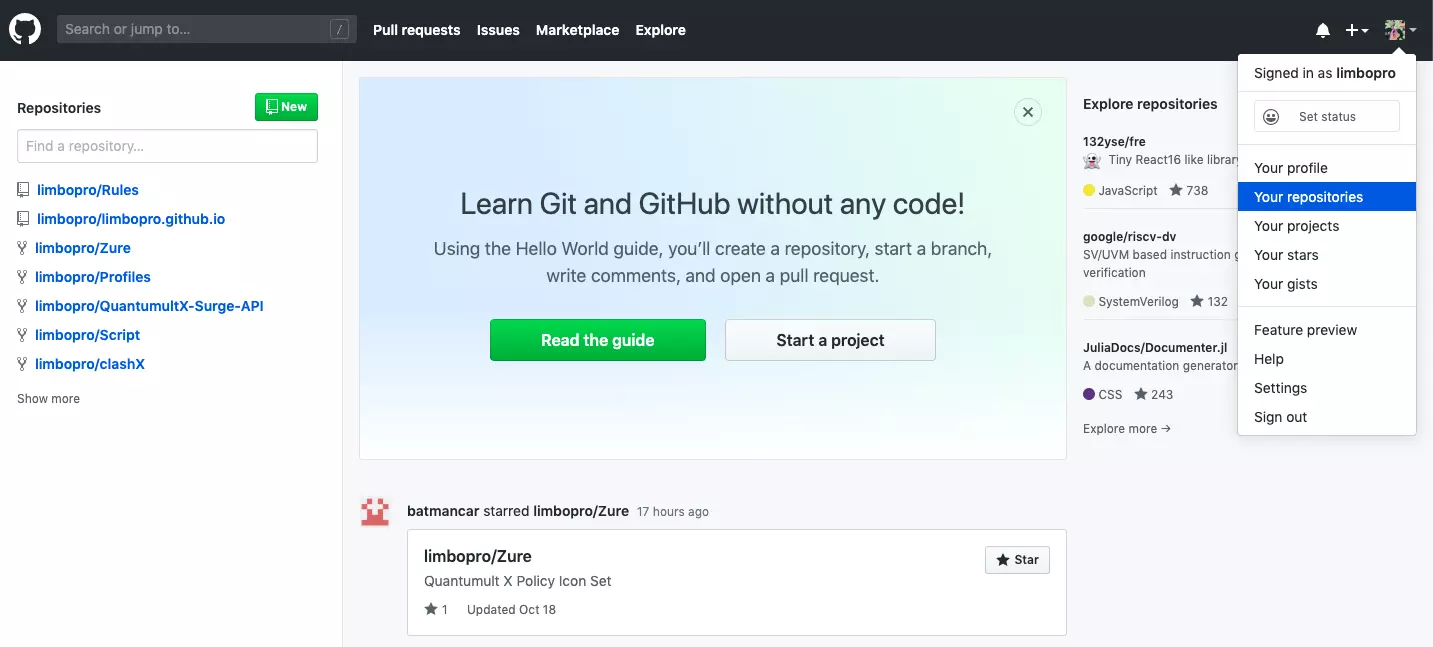 Search or jump to... /
Pull requests Issues Marketplace Explore
Repositories
New
Find a repository...
limbopro/Rules
limbopro/limbopro.github.io
limbopro/Zure
limbopro/Profiles
limbopro/QuantumultX-Surge-API
limbopro/Script
limbopro/clashX
Show more
Learn Git and GitHub without any code!
Using the Hello World guide, you’ll create a repository, start a branch,
write comments, and open a pull request.
Read the guide
Start a project
batmancar starred limbopro/Zure 17 hours ago
limbopro/Zure
Star
Quantumult X Policy Icon Set
1 Updated Oct 18
Explore repositories
132yse/fre
Tiny React16 like library
JavaScript 738
google/riscv-dv
SV/UVM based instruction g
verification
SystemVerilog 132
JuliaDocs/Documenter.jl
A documentation generator
CSS 243
Explore more →
Signed in as limbopro
Set status
Your profile
Your repositories
Your projects
Your stars
Your gists
Feature preview
Help
Settings
Sign out